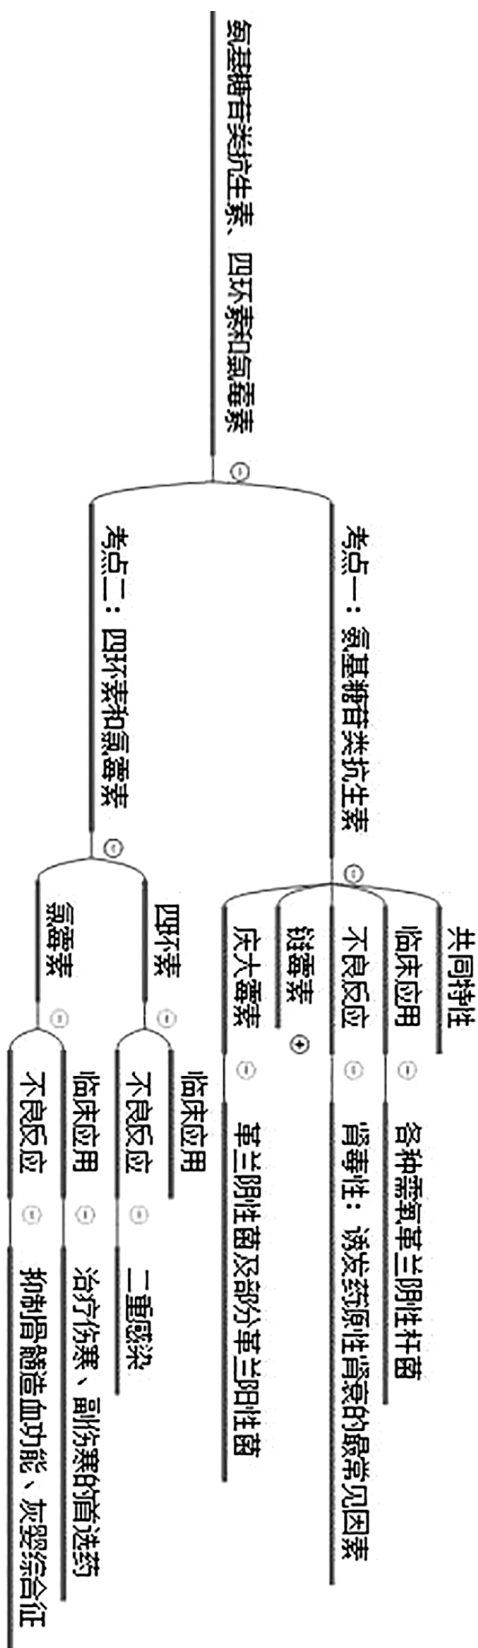 氨基糖苷类抗生素、四环素和氯霉素
考点一：氨基糖苷类抗生素
共同特性
临床应用
各种需氧革兰阴性杆菌
不良反应
肾毒性：诱发药源性肾衰的最常见因素
链霉素
庆大霉素
革兰阴性菌及部分革兰阳性菌
考点二：四环素和氯霉素
四环素
临床应用
不良反应
二重感染
氯霉素
临床应用
治疗伤寒、副伤寒的首选药
不良反应
抑制骨髓造血功能、灰婴综合征